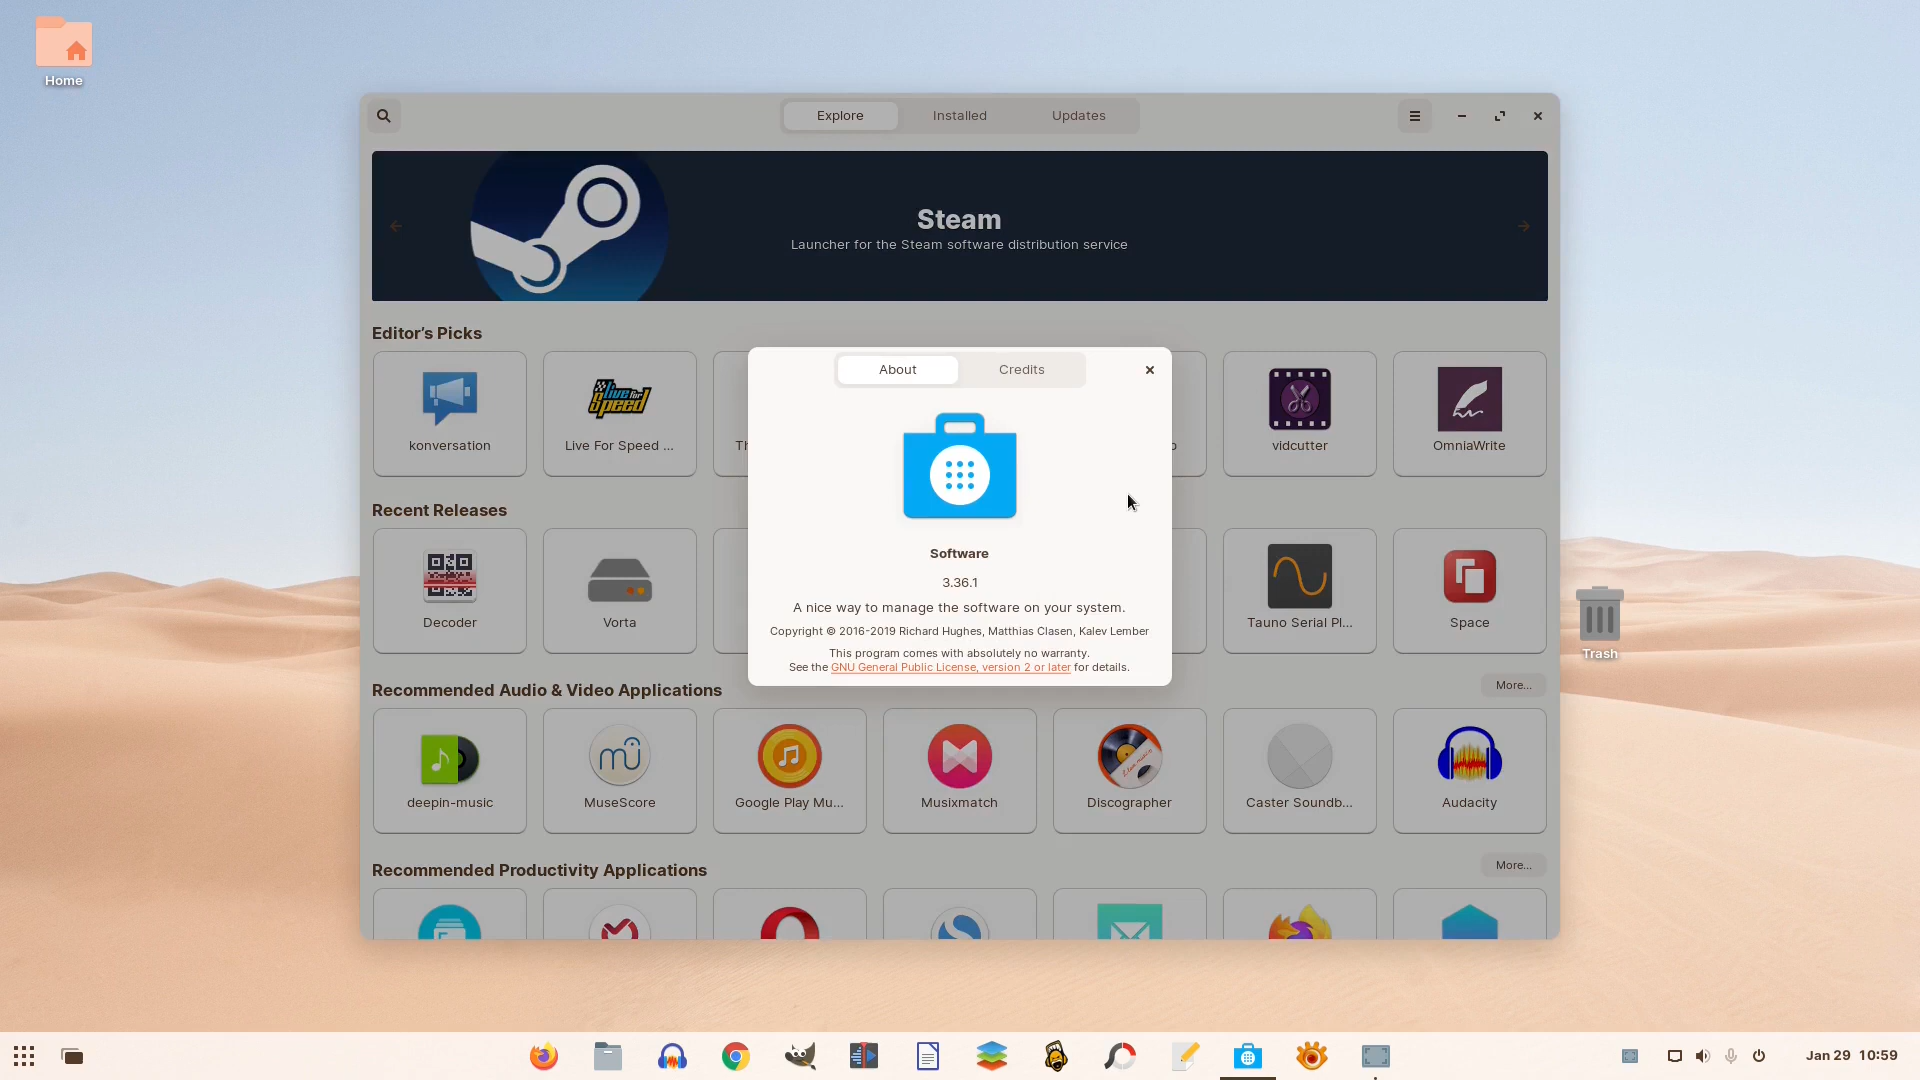 Home
Explore
Installed
Updates
Steam
Launcher for the Steam software distribution service
Editor's Picks
konversation
Live For Speed ...
vidcutter
OmniaWrite
About
Credits
Software
3.36.1
A nice way to manage the software on your system.
Copyright © 2016-2019 Richard Hughes, Matthias Clasen, Kalev Lember
This program comes with absolutely no warranty.
See the GNU General Public License, version 2 or later for details.
Recent Releases
Decoder
Vorta
Tauno Serial Pl...
Space
Trash
Recommended Audio & Video Applications
More...
deepin-music
MuseScore
Google Play Mu...
Musixmatch
Discographer
Caster Soundb...
Audacity
Recommended Productivity Applications
More...
Jan 29 10:59